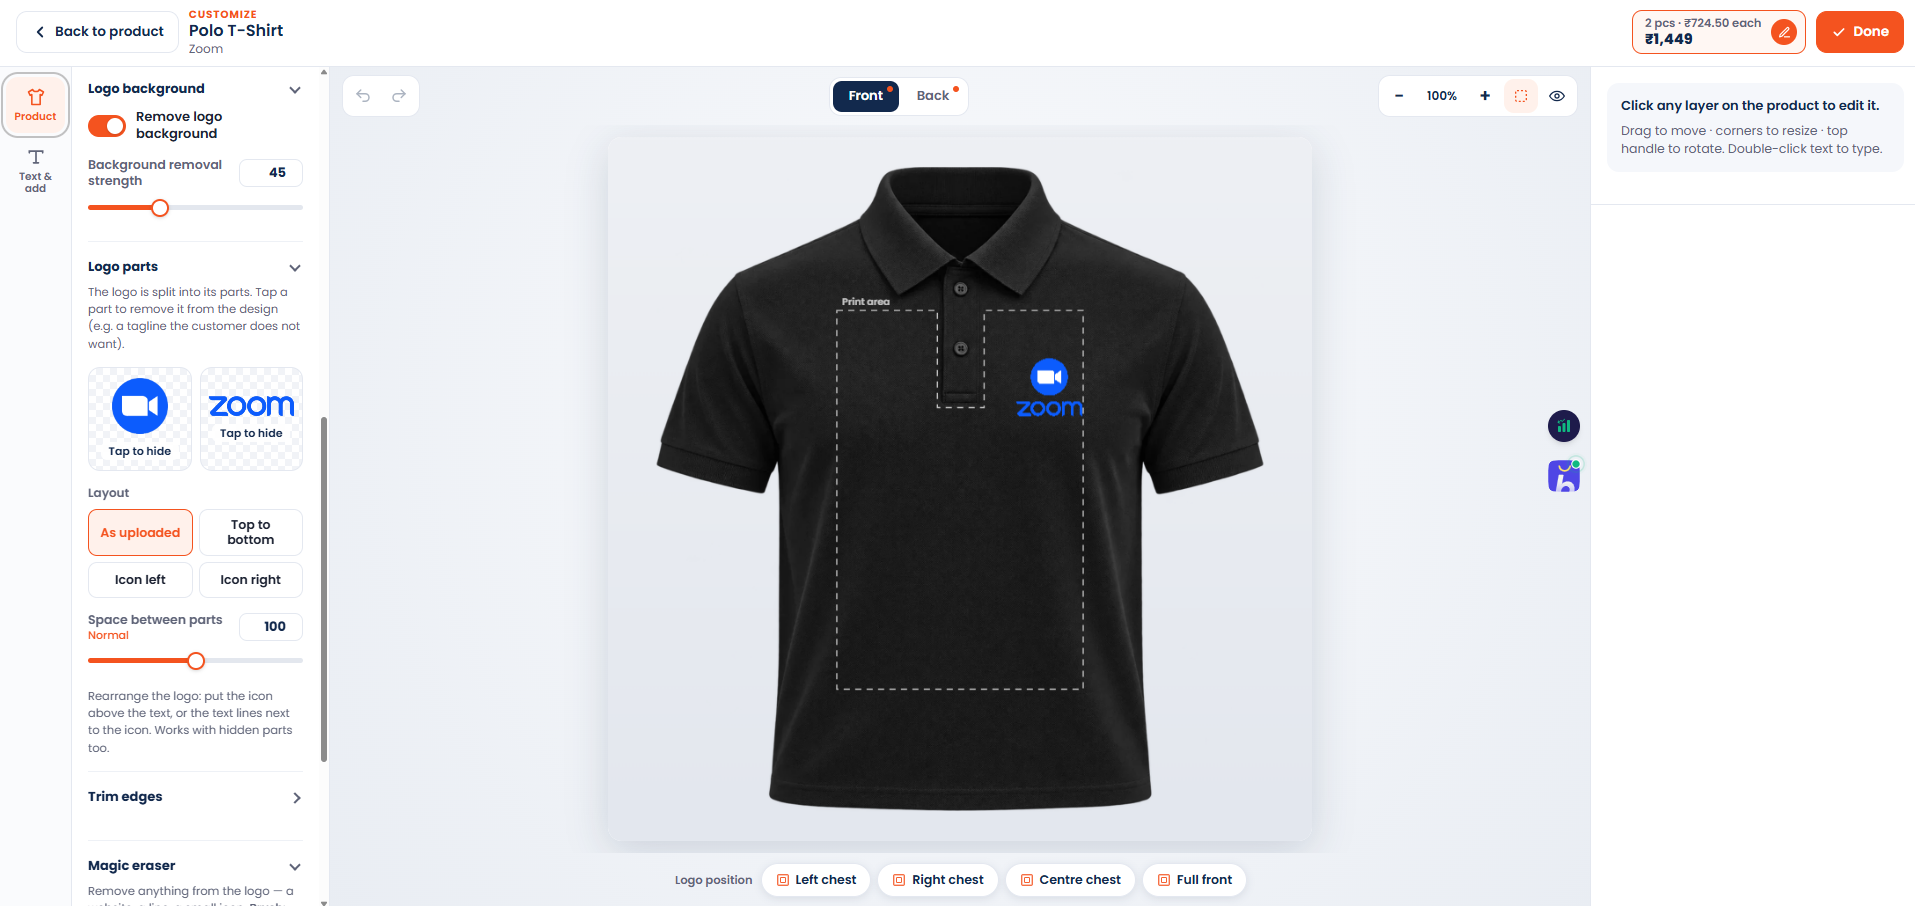 Back to product
CUSTOMIZE
Polo T-Shirt
Zoom
2 pcs · ₹724.50 each
₹1,449
Done
Product
Text &
add
Logo background
Remove logo
background
Background removal
strength
45
Logo parts
The logo is split into its parts. Tap a
part to remove it from the design
(e.g. a tagline the customer does not
want).
Tap to hide
zoom
Tap to hide
Layout
As uploaded
Top to
bottom
Icon left
Icon right
Space between parts
Normal
100
Rearrange the logo: put the icon
above the text, or the text lines next
to the icon. Works with hidden parts
too.
Trim edges
Magic eraser
Remove anything from the logo — a
Front
Back
100%
Print area
zoom
Logo position
Left chest
Right chest
Centre chest
Full front
Click any layer on the product to edit it.
Drag to move · corners to resize · top
handle to rotate. Double-click text to type.